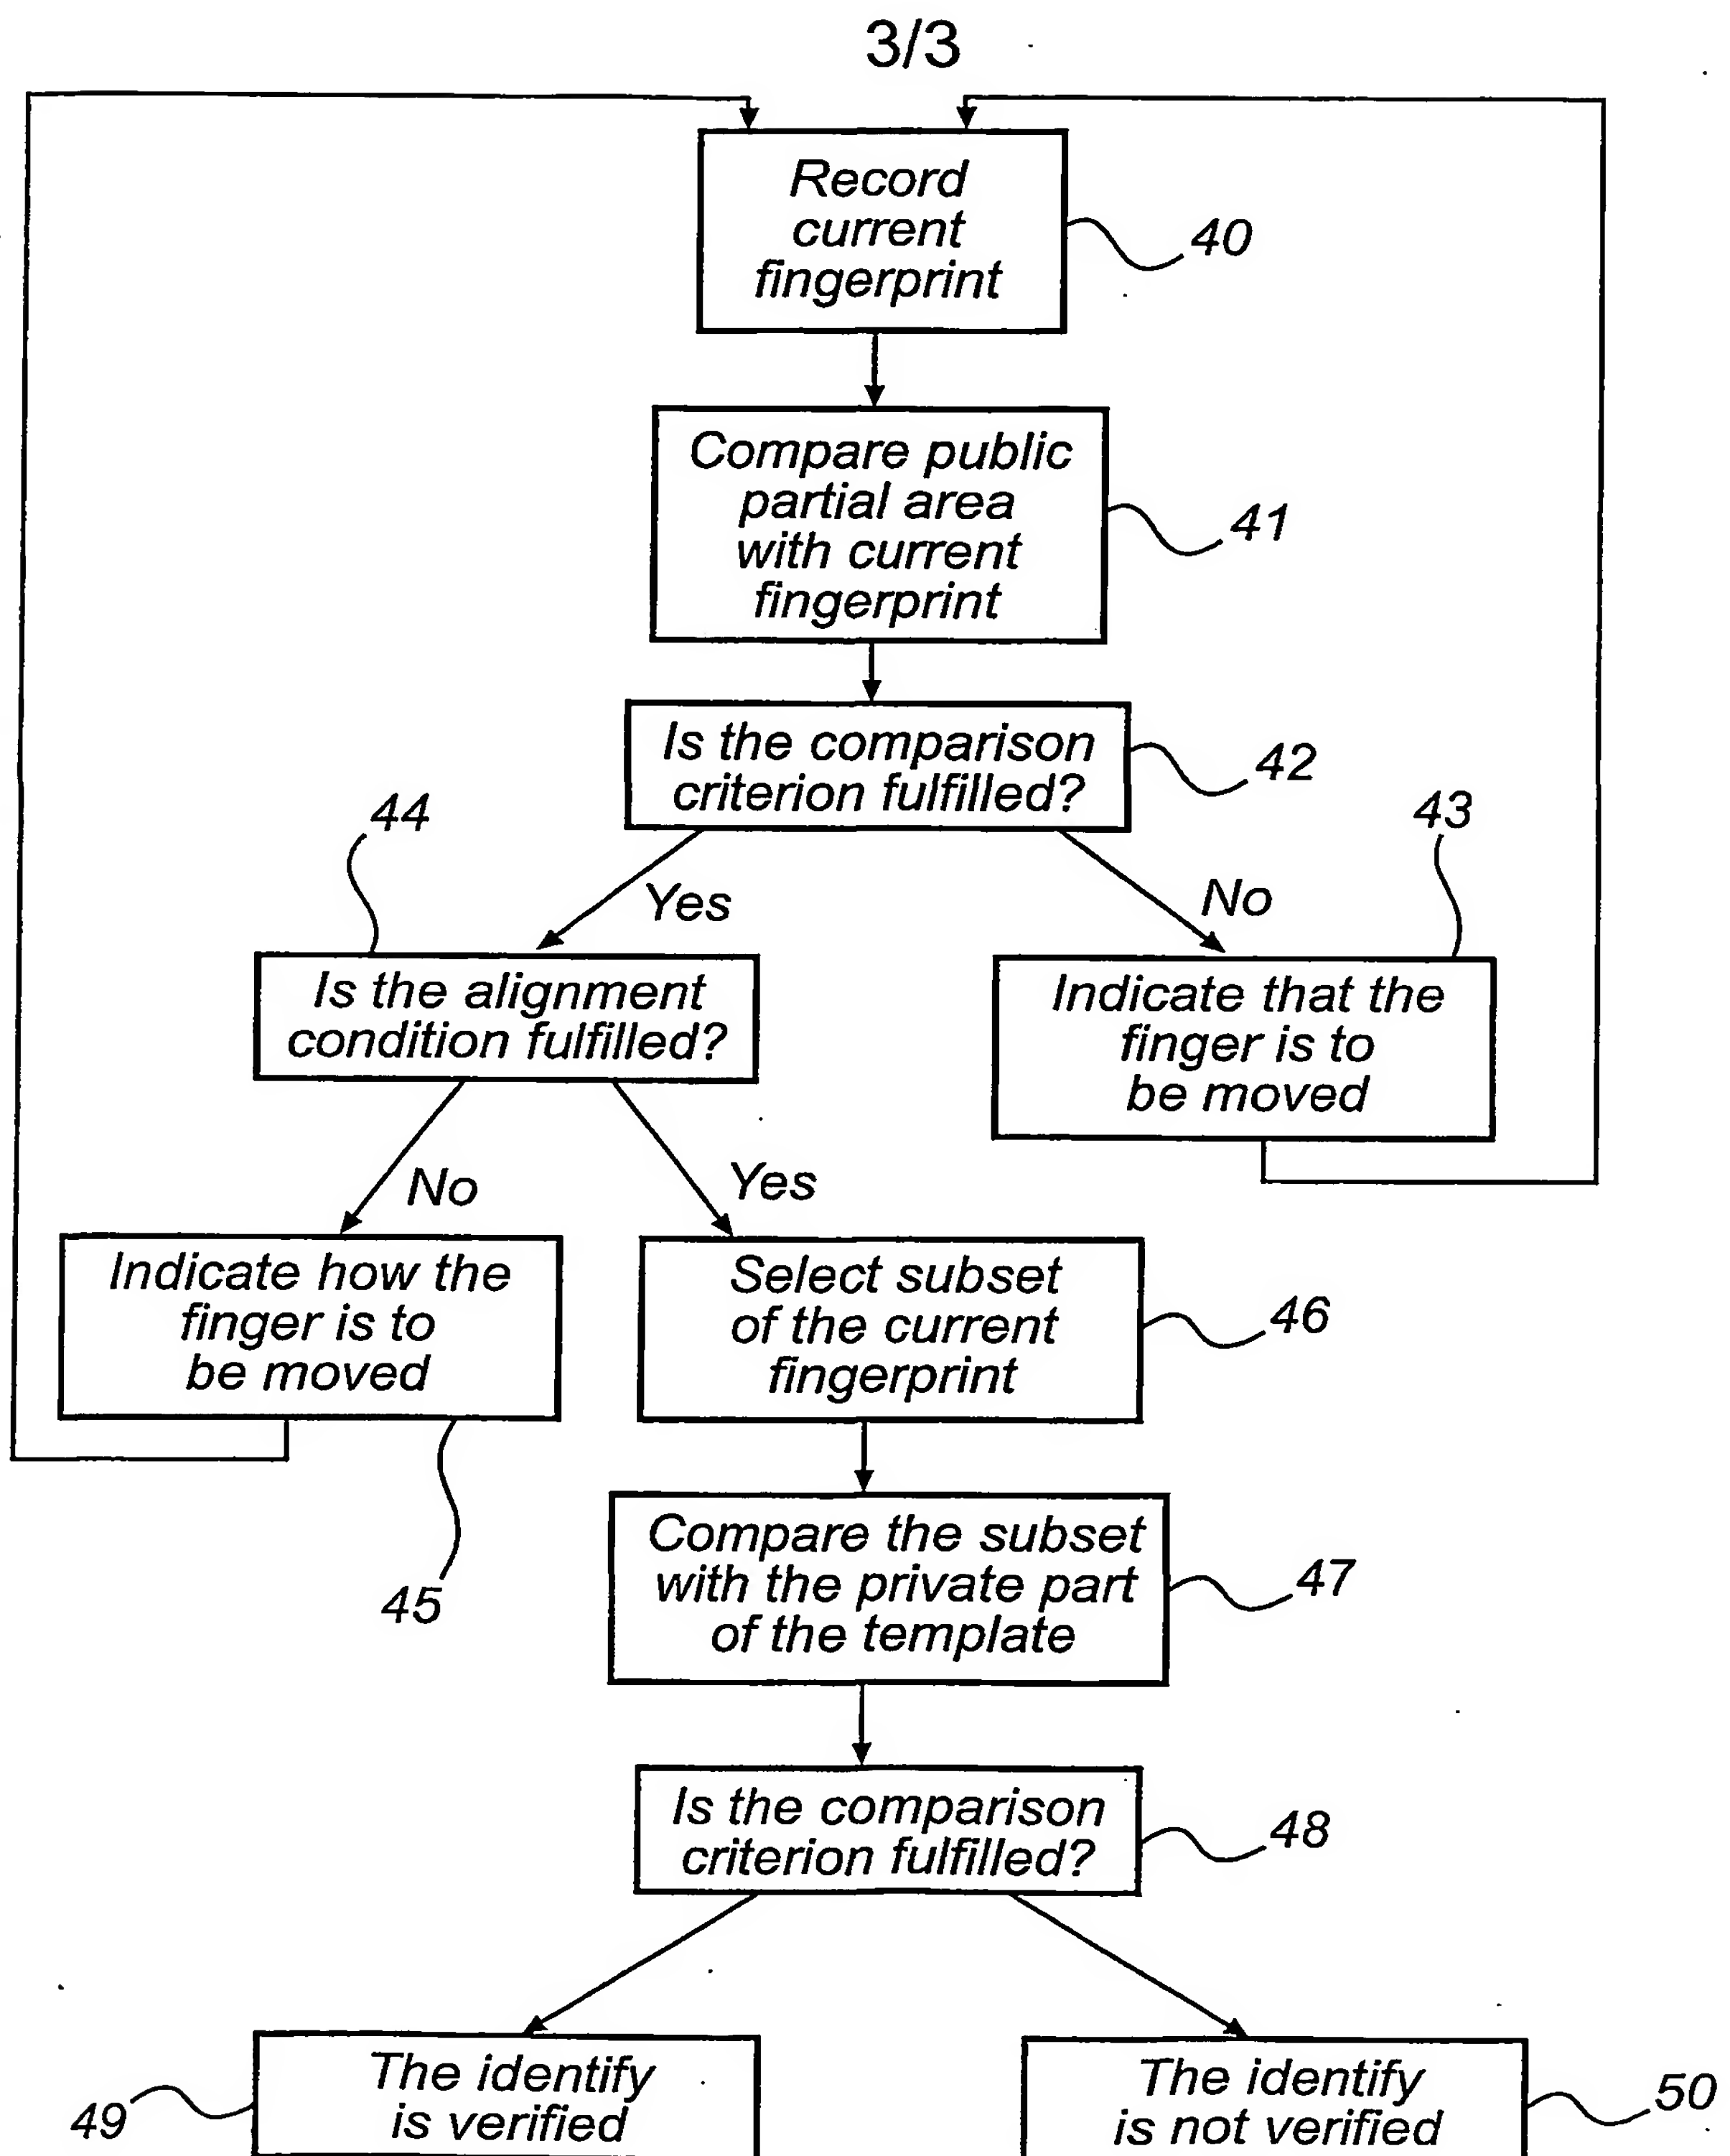 3/3
Record
current
fingerprint
40
Compare public
partial area
with current
fingerprint
41
Is the comparison
criterion fulfilled?
42
44
43
Yes
No
Is the alignment
condition fulfilled?
Indicate that the
finger is to
be moved
No
Yes
Indicate how the
finger is to
be moved
Select subset
of the current
fingerprint
46
45
Compare the subset
with the private part
of the template
47
Is the comparison
criterion fulfilled?
48
The identify
is verified
49
The identify
is not verified
50